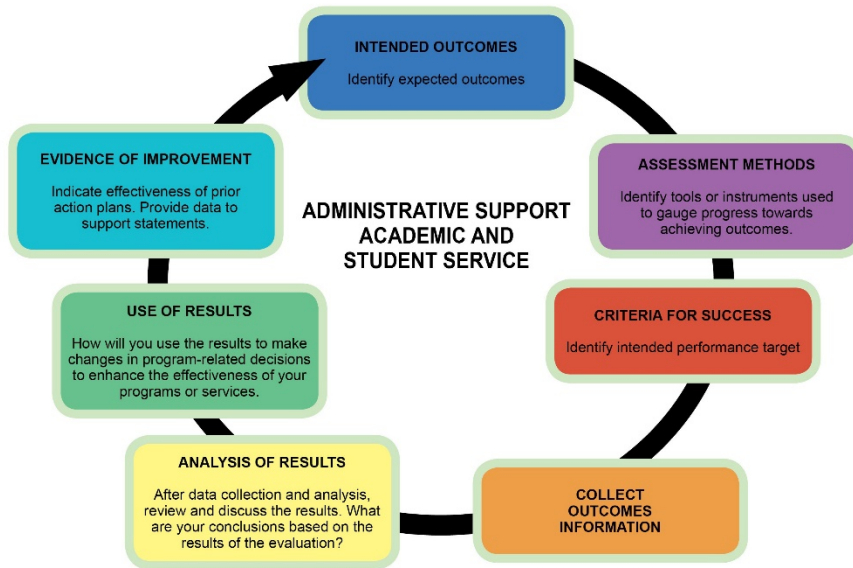 INTENDED OUTCOMES
Identify expected outcomes
ASSESSMENT METHODS
Identify tools or instruments used
to gauge progress towards
achieving outcomes.
CRITERIA FOR SUCCESS
Identify intended performance target
COLLECT
OUTCOMES
INFORMATION
ANALYSIS OF RESULTS
After data collection and analysis,
review and discuss the results. What
are your conclusions based on the
results of the evaluation?
USE OF RESULTS
How will you use the results to make
changes in program-related decisions
to enhance the effectiveness of your
programs or services.
EVIDENCE OF IMPROVEMENT
Indicate effectiveness of prior
action plans. Provide data to
support statements.
ADMINISTRATIVE SUPPORT
ACADEMIC AND
STUDENT SERVICE